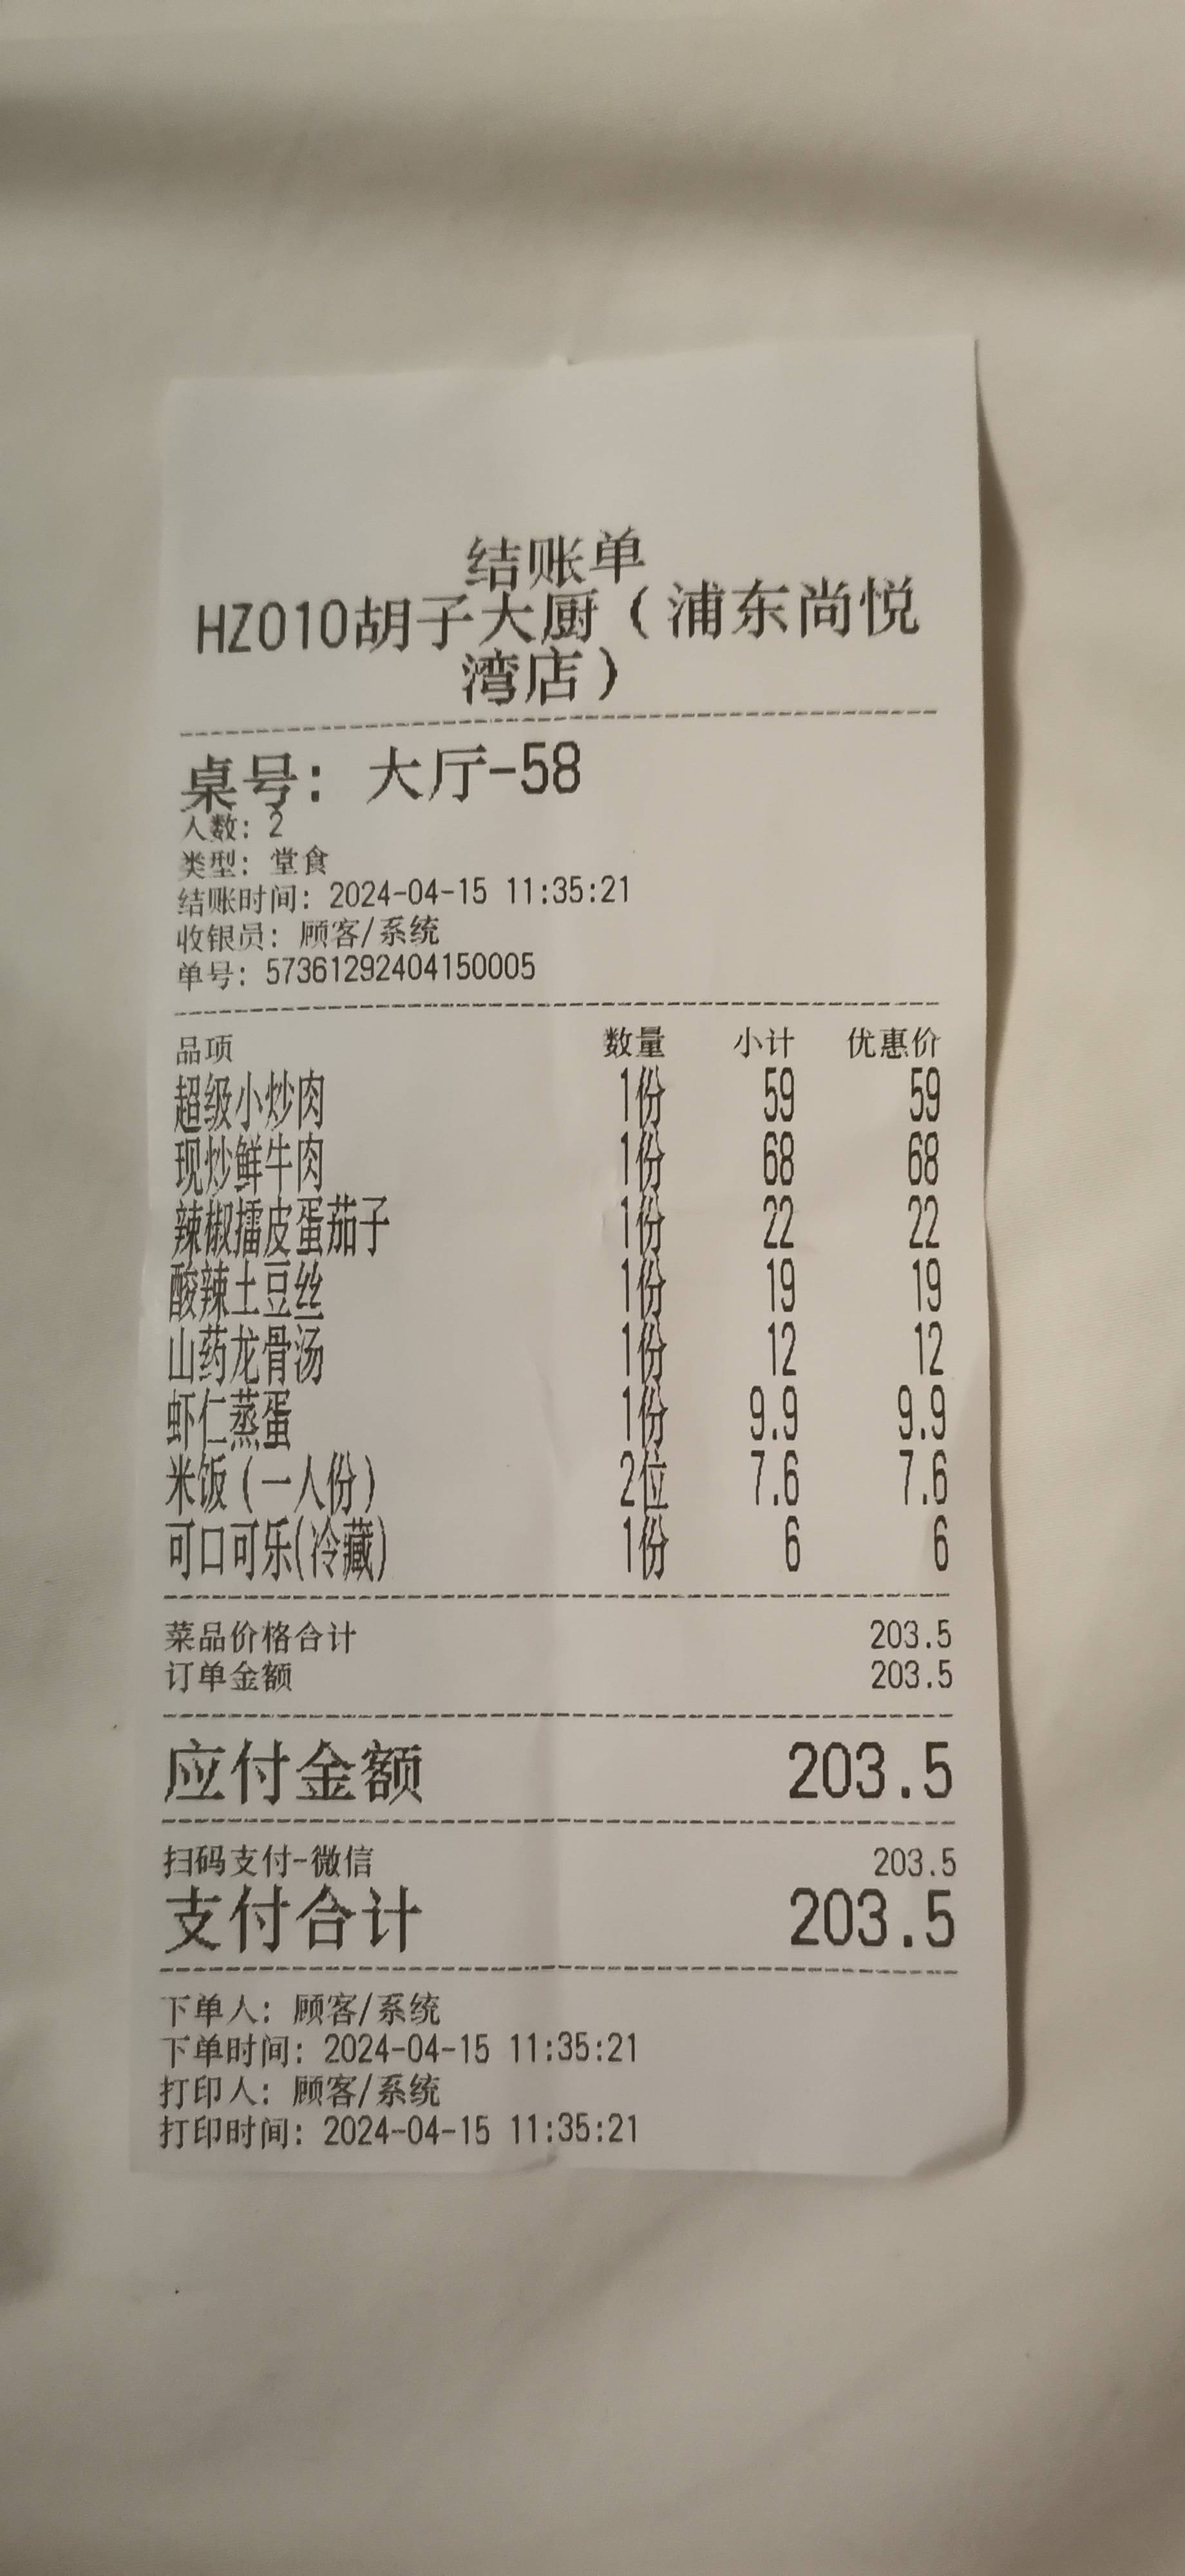 结账单
HZ010胡子大厨（浦东尚悦
湾店）
桌号：大厅-58
人数：2
类型：堂食
结账时间：2024-04-15 11:35:21
收银员：顾客/系统
单号：57361292404150005
品项 数量 小计 优惠价
超级小炒肉 1份 59 59
现炒鲜牛肉 1份 68 68
辣椒擂皮蛋茄子 1份 22 22
酸辣土豆丝 1份 19 19
山药龙骨汤 1份 12 12
虾仁蒸蛋 1份 9.9 9.9
米饭（一人份） 2位 7.6 7.6
可口可乐(冷藏) 1份 6 6
菜品价格合计 203.5
订单金额 203.5
应付金额 203.5
扫码支付-微信 203.5
支付合计 203.5
下单人：顾客/系统
下单时间：2024-04-15 11:35:21
打印人：顾客/系统
打印时间：2024-04-15 11:35:21